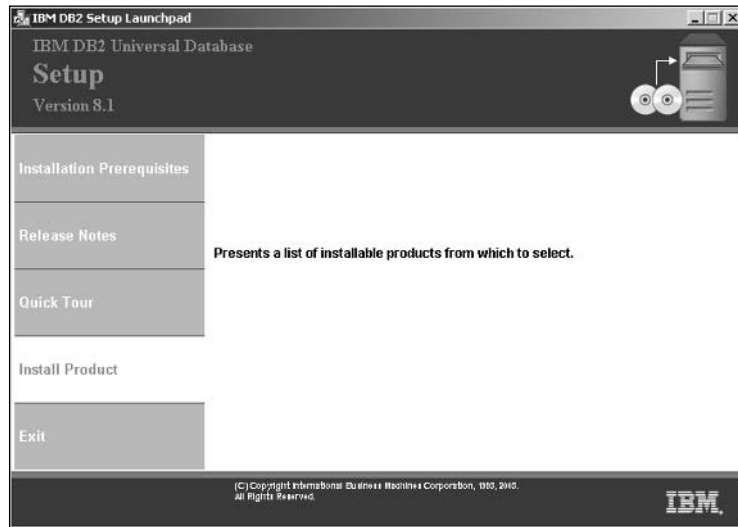 IBM DB2 Setup Launchpad
IBM DB2 Universal Database
Setup
Version 8.1
Installation Prerequisites
Release Notes
Presents a list of installable products from which to select.
Quick Tour
Install Product
Exit
(C) Copyright International Business Machines Corporation, 1993,
All Rights Reserved.
IBM.